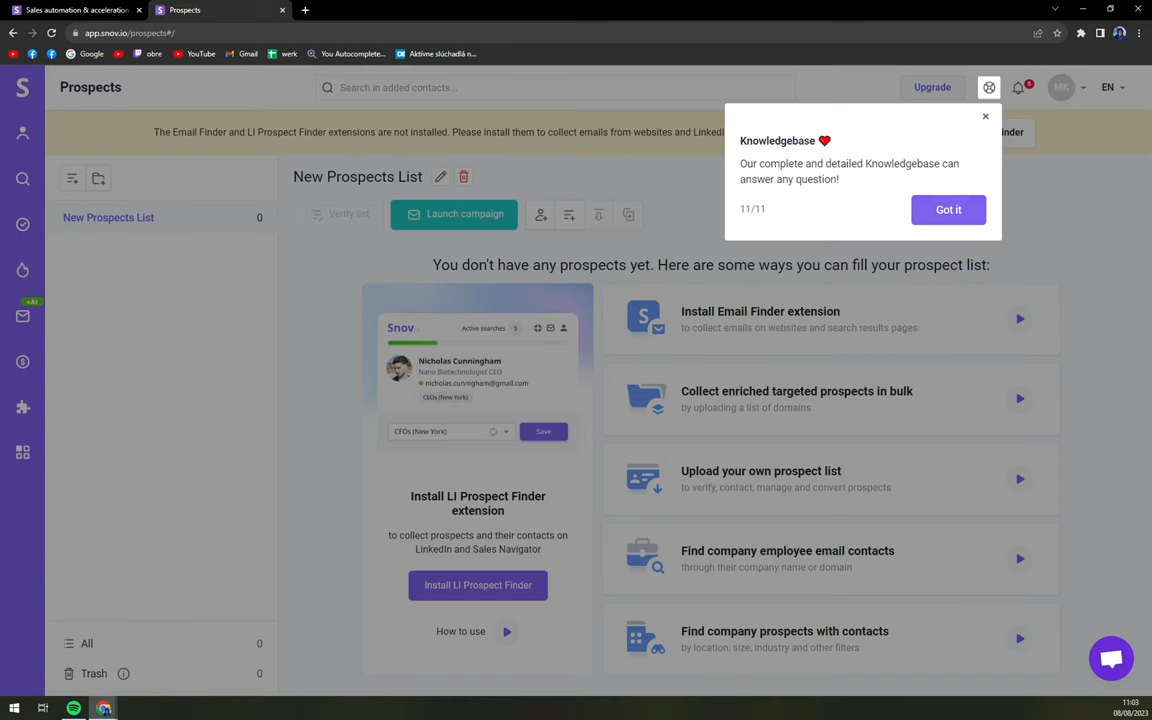 Sales automation & acceleration
Prospects
app.snov.io/prospects#/
Google
obre
YouTube
Gmail
werk
You Autocomplete...
Aktívne slúchadlá o n...
S
Prospects
Search in added contacts...
Upgrade
8
MK
EN
The Email Finder and LI Prospect Finder extensions are not installed. Please install them to collect emails from websites and LinkedI
inder
Knowledgebase
Our complete and detailed Knowledgebase can
answer any question!
11/11
Got it
New Prospects List
0
New Prospects List
Verify list
Launch campaign
You don't have any prospects yet. Here are some ways you can fill your prospect list:
+AI
Snov
Active searches
5
Nicholas Cunningham
Nano Biotechnologist CEO
nicholas.cunnigham@gmail.com
CEOs (New York)
CEOs (New York)
Save
Install LI Prospect Finder
extension
to collect prospects and their contacts on
LinkedIn and Sales Navigator
Install LI Prospect Finder
How to use
S
Install Email Finder extension
to collect emails on websites and search results pages
Collect enriched targeted prospects in bulk
by uploading a list of domains
Upload your own prospect list
to verify, contact, manage and convert prospects
Find company employee email contacts
through their company name or domain
Find company prospects with contacts
by location, size, industry and other filters
All
0
Trash
0
11:03
08/08/2023